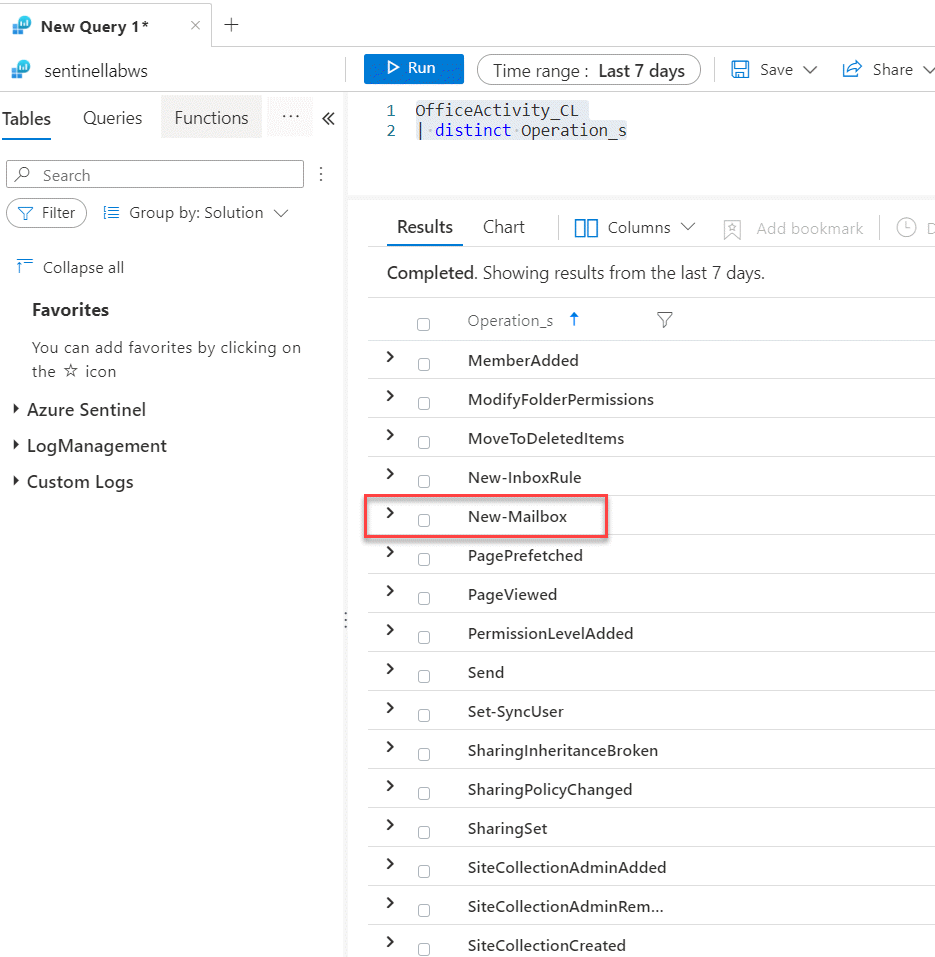 New Query 1*
sentinellabws
Run
Time range : Last 7 days
Save
Share
Tables
Queries
Functions
Search
Filter
Group by: Solution
Collapse all
Favorites
You can add favorites by clicking on
the ☆ icon
Azure Sentinel
LogManagement
Custom Logs
1 OfficeActivity_CL
2 | distinct Operation_s
Results
Chart
Columns
Add bookmark
D
Completed. Showing results from the last 7 days.
Operation_s
MemberAdded
ModifyFolderPermissions
MoveToDeletedItems
New-InboxRule
New-Mailbox
PagePrefetched
PageViewed
PermissionLevelAdded
Send
Set-SyncUser
SharingInheritanceBroken
SharingPolicyChanged
SharingSet
SiteCollectionAdminAdded
SiteCollectionAdminRem...
SiteCollectionCreated